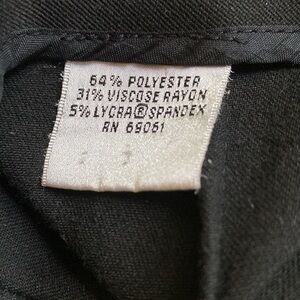 64% POLYESTER
31% VISCOSE RAYON
5% LYCRA®SPANDEX
RN 69061